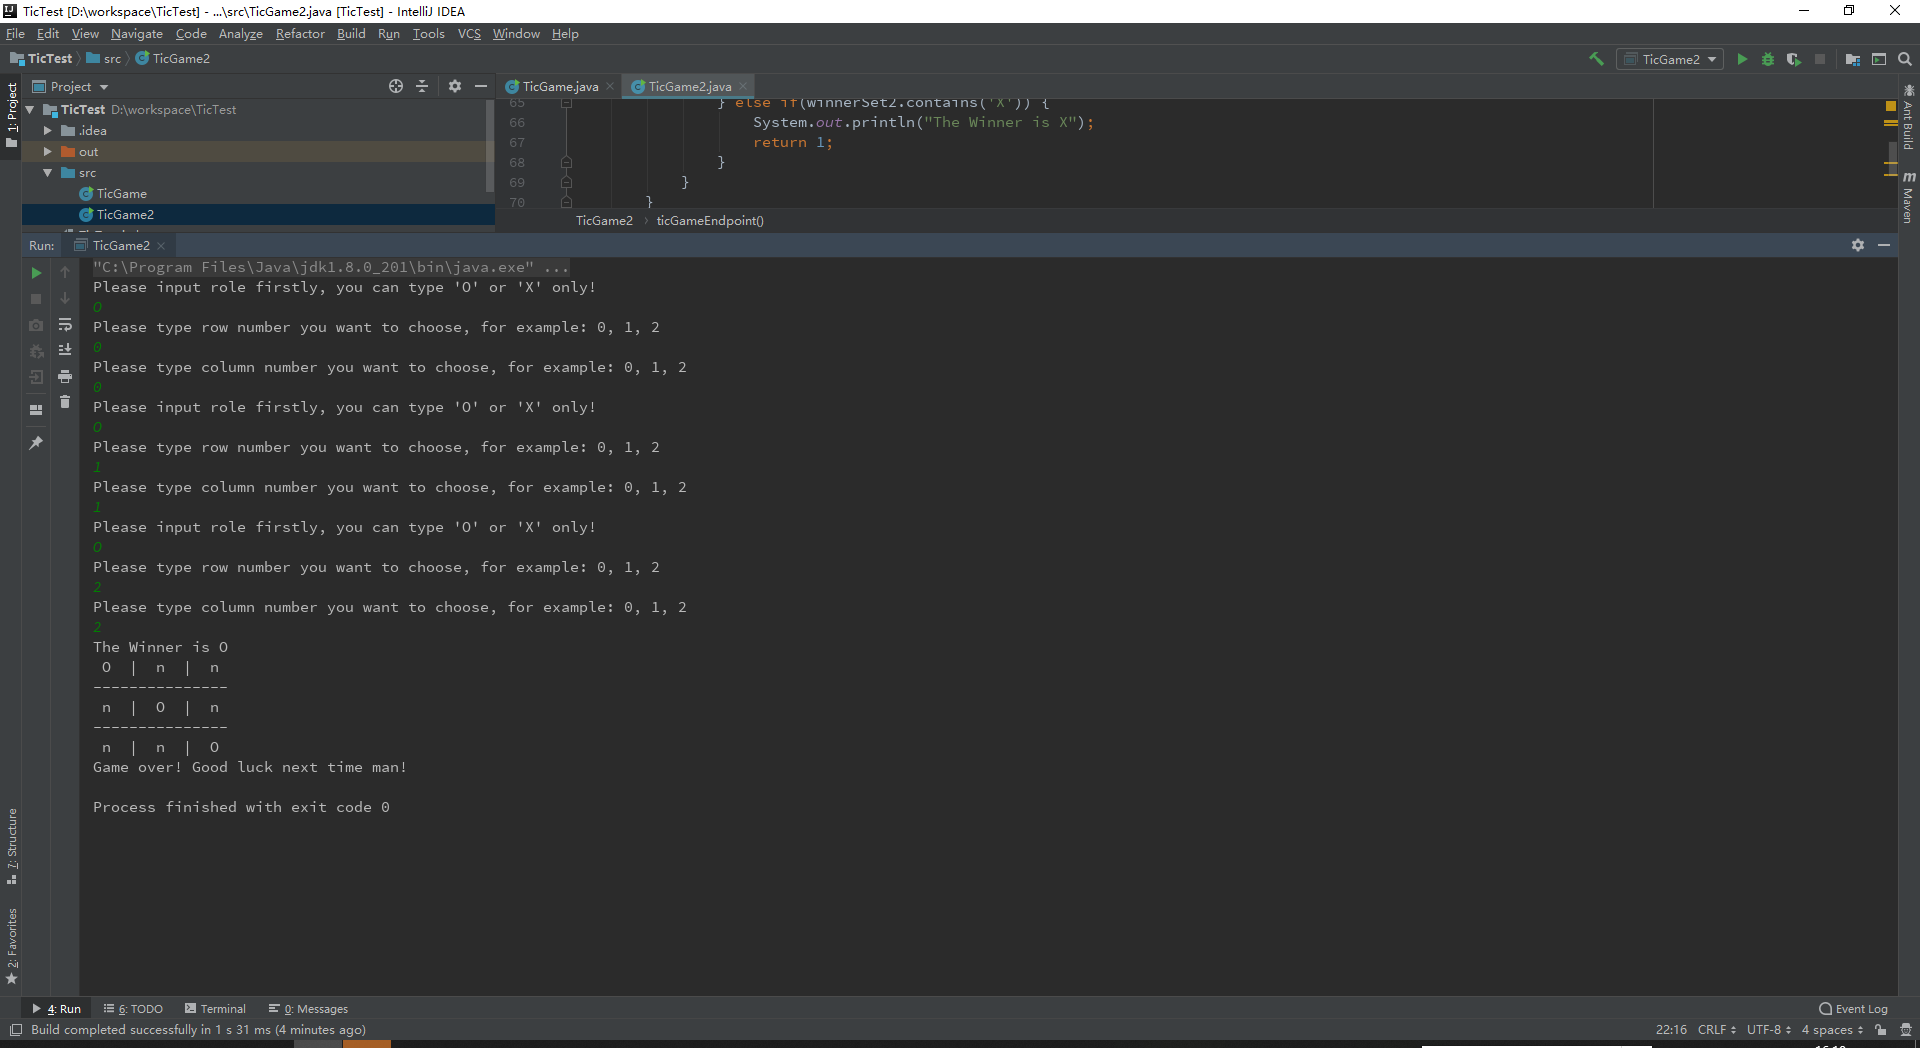 TicTest [D:\workspace\TicTest] - ...\src\TicGame2.java [TicTest] - IntelliJ IDEA
File Edit View Navigate Code Analyze Refactor Build Run Tools VCS Window Help
TicTest src TicGame2
TicGame2
Project
TicGame.java TicGame2.java
1: Project
TicTest D:\workspace\TicTest
.idea
out
src
TicGame
TicGame2
65 } else if(winnerSet2.contains('X')) {
66 System.out.println("The Winner is X");
67 return 1;
68 }
69 }
70 }
TicGame2 › ticGameEndpoint()
Ant Build
Maven
Run: TicGame2
"C:\Program Files\Java\jdk1.8.0_201\bin\java.exe" ...
Please input role firstly, you can type 'O' or 'X' only!
O
Please type row number you want to choose, for example: 0, 1, 2
0
Please type column number you want to choose, for example: 0, 1, 2
0
Please input role firstly, you can type 'O' or 'X' only!
O
Please type row number you want to choose, for example: 0, 1, 2
1
Please type column number you want to choose, for example: 0, 1, 2
1
Please input role firstly, you can type 'O' or 'X' only!
O
Please type row number you want to choose, for example: 0, 1, 2
2
Please type column number you want to choose, for example: 0, 1, 2
2
The Winner is O
O | n | n
---------------
n | O | n
---------------
n | n | O
Game over! Good luck next time man!
Process finished with exit code 0
7: Structure
2: Favorites
4: Run 6: TODO Terminal 0: Messages Event Log
Build completed successfully in 1 s 31 ms (4 minutes ago) 22:16 CRLF UTF-8 4 spaces